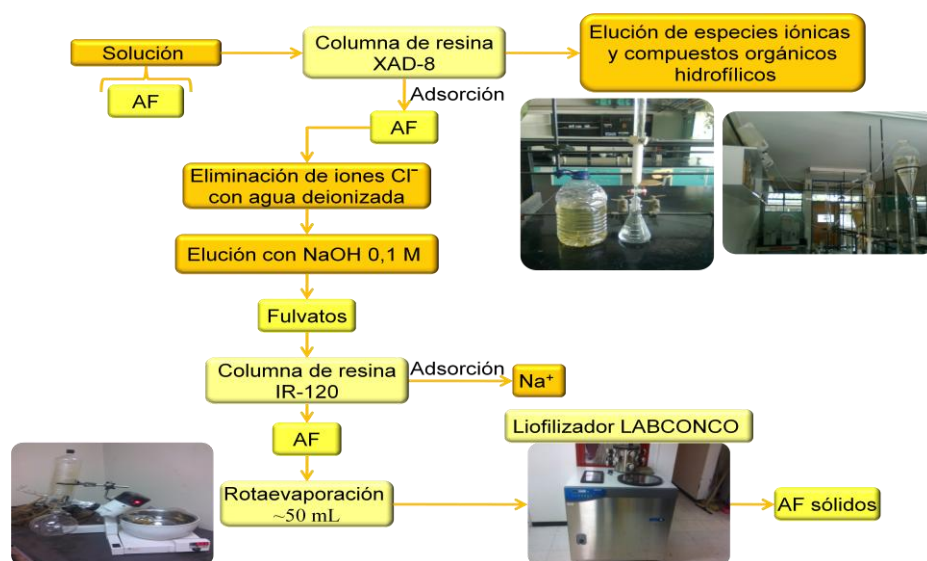 Solución
AF
Columna de resina
XAD-8
Elución de especies iónicas
y compuestos orgánicos
hidrofílicos
Adsorción
AF
Eliminación de iones Cl⁻
con agua deionizada
Elución con NaOH 0,1 M
Fulvatos
Columna de resina
IR-120
Adsorción
Na⁺
AF
Rotaevaporación
~50 mL
Liofilizador LABCONCO
AF sólidos